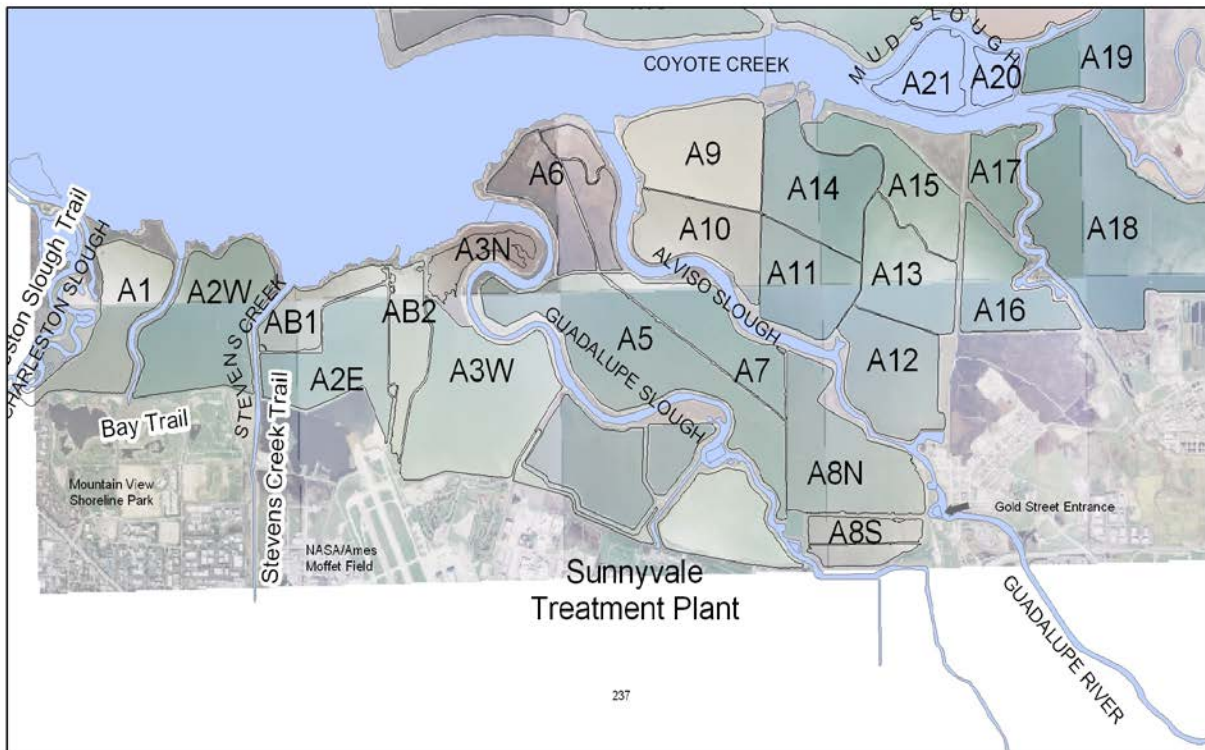 COYOTE CREEK
MUD SLOUGH
A21
A20
A19
A9
A6
A14
A15
A17
A10
A18
A3N
CHARLESTON SLOUGH
A1
A2W
STEVENS CREEK
AB1
AB2
ALVISO SLOUGH
A11
A13
A16
A2E
A3W
GUADALUPE SLOUGH
A5
A7
A12
Bay Trail
Slough Trail
Stevens Creek Trail
Mountain View
Shoreline Park
NASA/Ames
Moffet Field
A8N
Gold Street Entrance
A8S
Sunnyvale
Treatment Plant
GUADALUPE RIVER
237